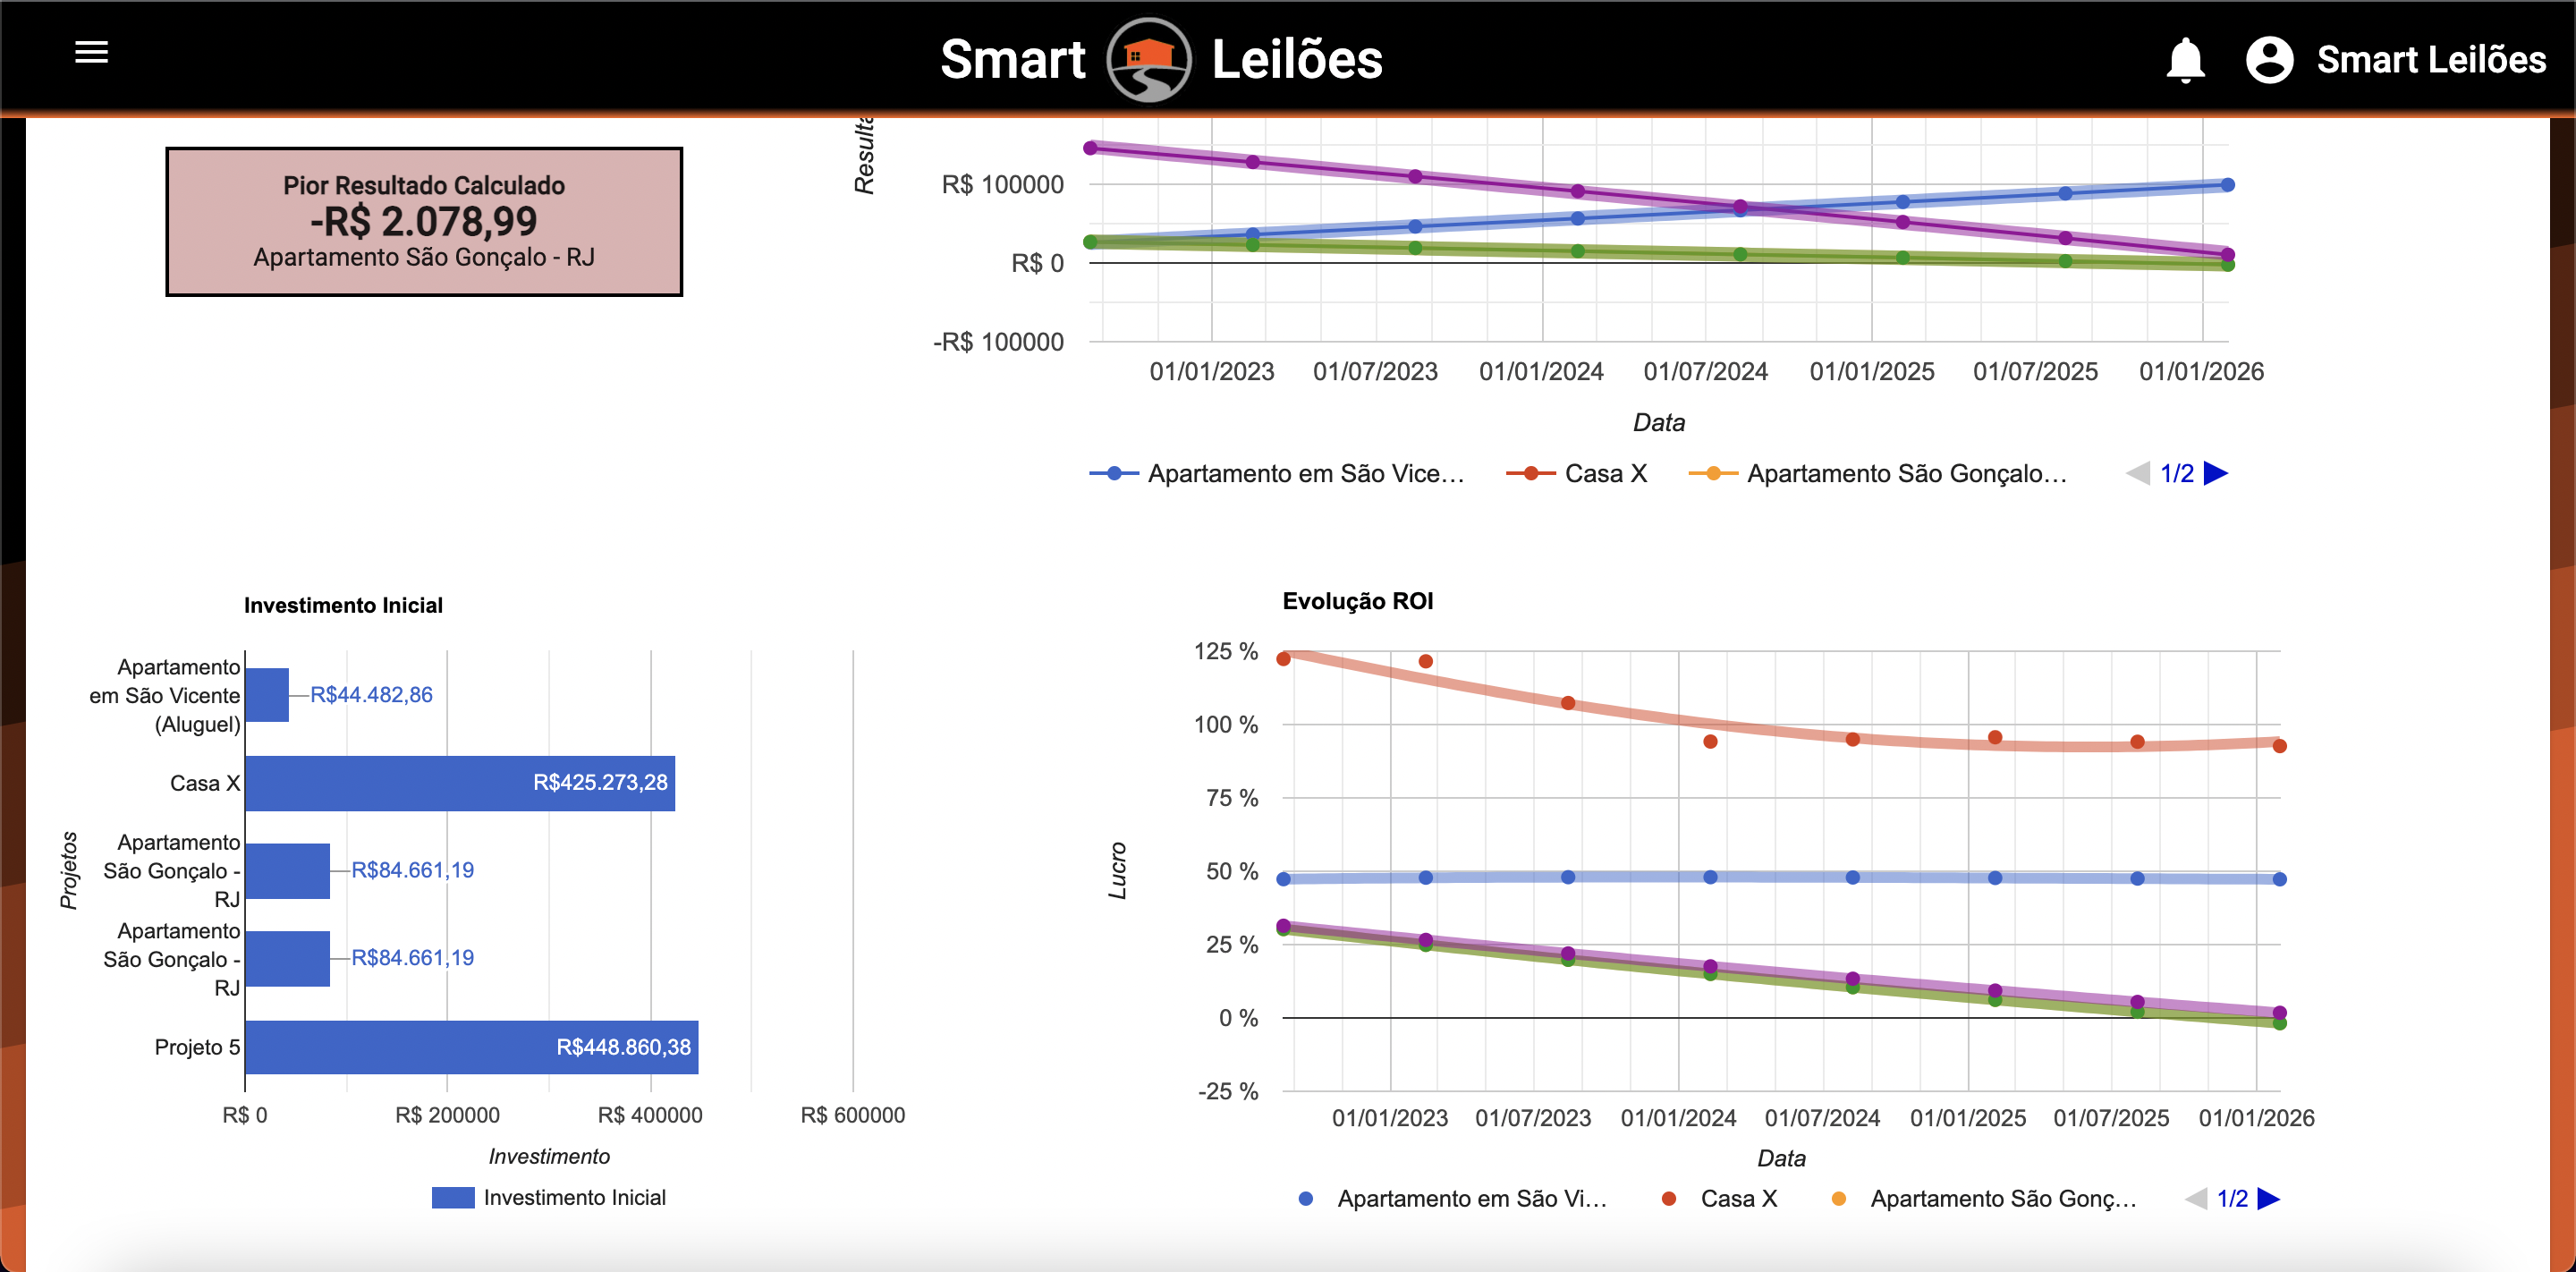 Smart Leilões
Smart Leilões
Pior Resultado Calculado
-R$ 2.078,99
Apartamento São Gonçalo - RJ
R$ 100000
R$ 0
-R$ 100000
01/01/2023
01/07/2023
01/01/2024
01/07/2024
01/01/2025
01/07/2025
01/01/2026
Data
Apartamento em São Vice...
Casa X
Apartamento São Gonçalo...
1/2
Investimento Inicial
Projetos
Apartamento
em São Vicente
(Aluguel)
R$44.482,86
Casa X
R$425.273,28
Apartamento
São Gonçalo -
RJ
R$84.661,19
Apartamento
São Gonçalo -
RJ
R$84.661,19
Projeto 5
R$448.860,38
R$ 0
R$ 200000
R$ 400000
R$ 600000
Investimento
Investimento Inicial
Evolução ROI
Lucro
125 %
100 %
75 %
50 %
25 %
0 %
-25 %
01/01/2023
01/07/2023
01/01/2024
01/07/2024
01/01/2025
01/07/2025
01/01/2026
Data
Apartamento em São Vi...
Casa X
Apartamento São Gonç...
1/2